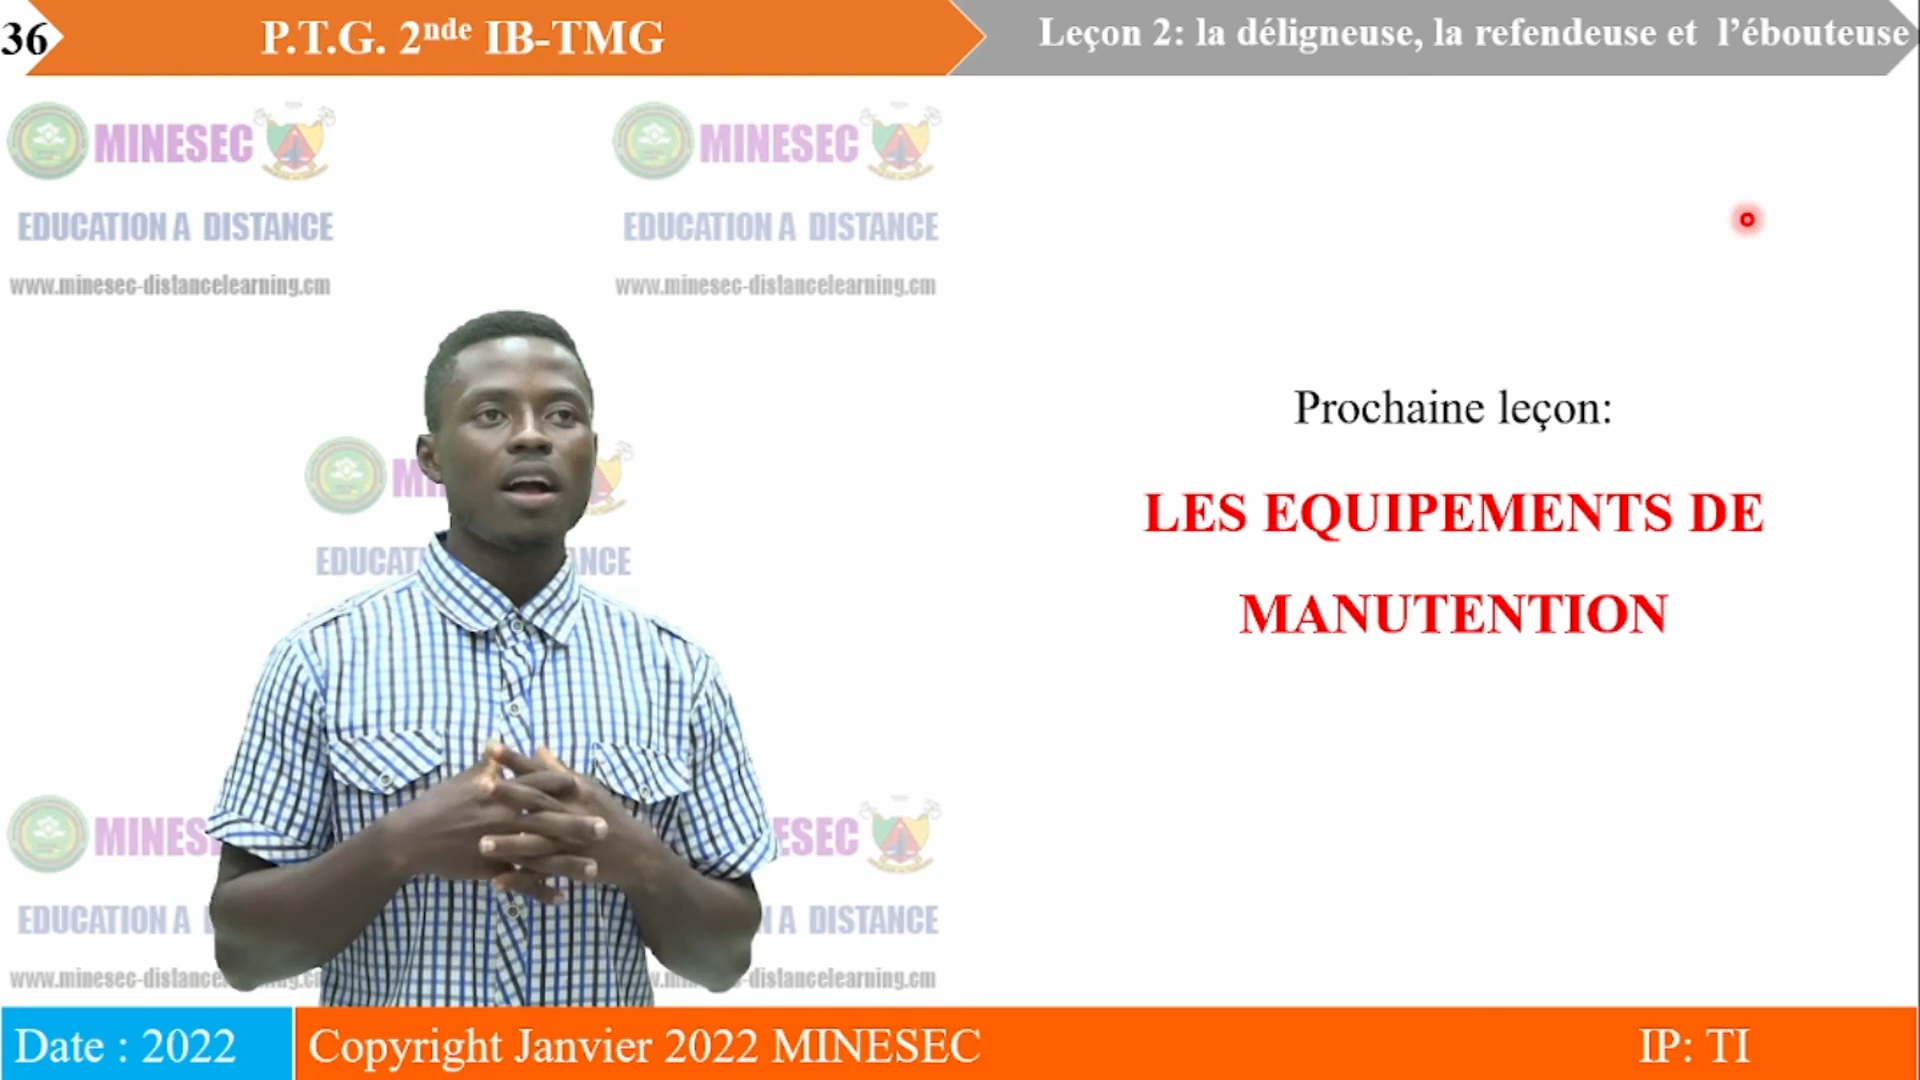 36
P.T.G. 2nde IB-TMG
Leçon 2: la déligneuse, la refendeuse et l’ébouteuse
MINESEC
MINESEC
EDUCATION A DISTANCE
EDUCATION A DISTANCE
www.minesec-distancelearning.cm
www.minesec-distancelearning.cm
Prochaine leçon:
LES EQUIPEMENTS DE
MANUTENTION
EDUCATION A
A DISTANCE
Date : 2022
Copyright Janvier 2022 MINESEC
IP: TI